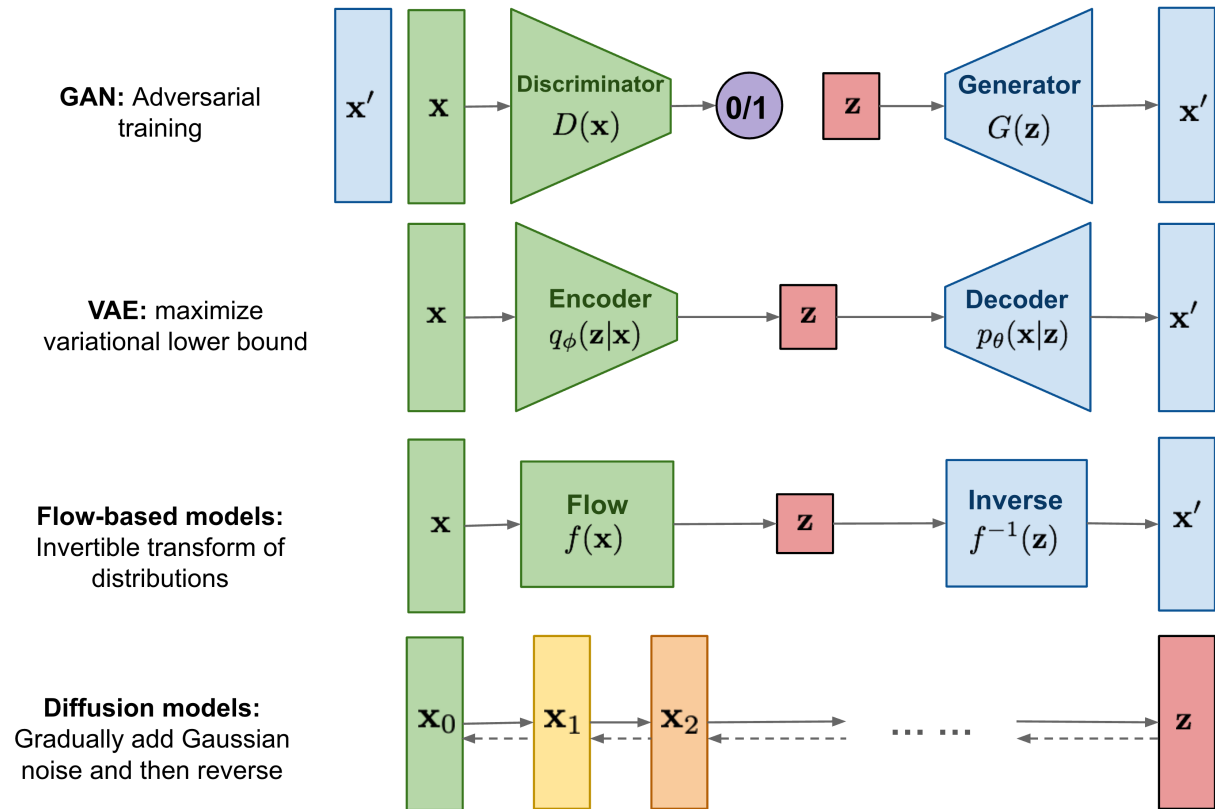 GAN: Adversarial
training
x′
x
Discriminator
D(x)
0/1
z
Generator
G(z)
x′
VAE: maximize
variational lower bound
x
Encoder
qϕ(z|x)
z
Decoder
pθ(x|z)
x′
Flow-based models:
Invertible transform of
distributions
x
Flow
f(x)
z
Inverse
f⁻¹(z)
x′
Diffusion models:
Gradually add Gaussian
noise and then reverse
x₀
x₁
x₂
... ...
z